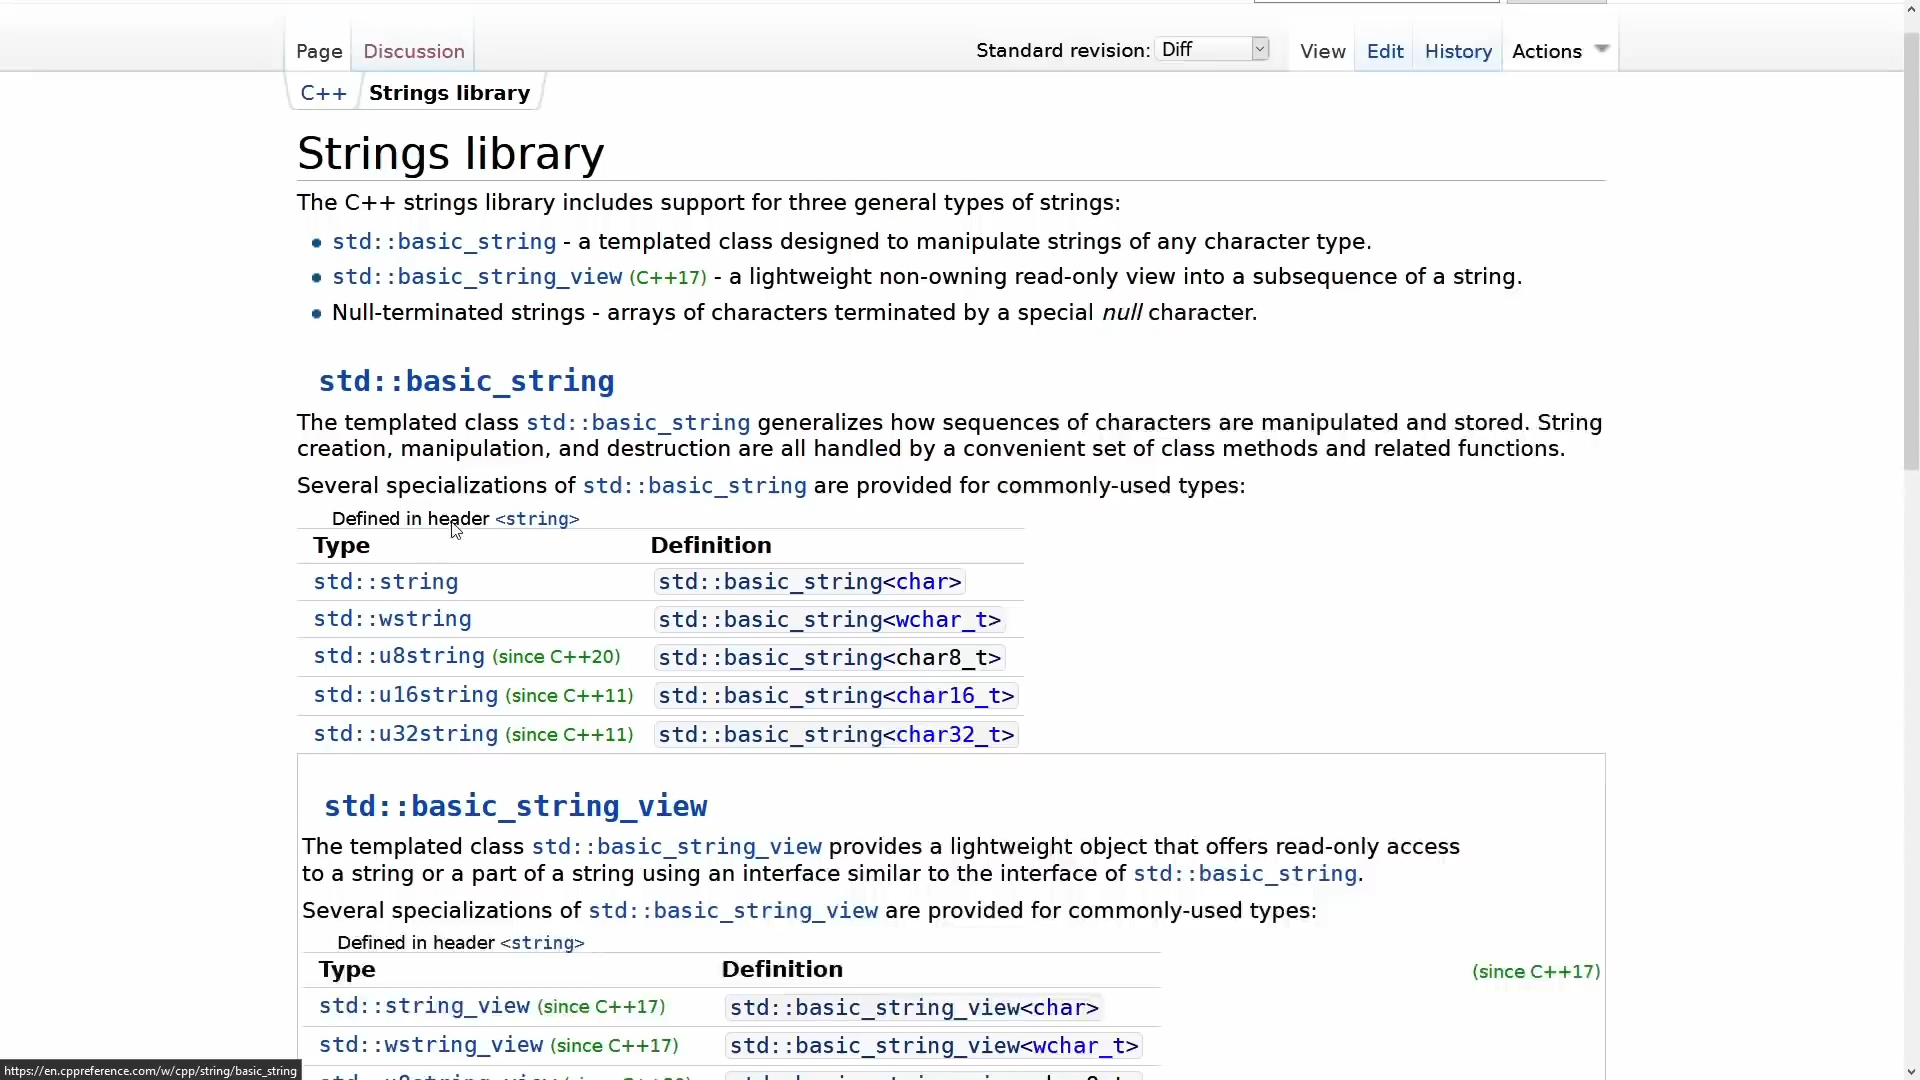 Page Discussion Standard revision: Diff View Edit History Actions
C++ Strings library
Strings library
The C++ strings library includes support for three general types of strings:
std::basic_string - a templated class designed to manipulate strings of any character type.
std::basic_string_view (C++17) - a lightweight non-owning read-only view into a subsequence of a string.
Null-terminated strings - arrays of characters terminated by a special null character.
std::basic_string
The templated class std::basic_string generalizes how sequences of characters are manipulated and stored. String
creation, manipulation, and destruction are all handled by a convenient set of class methods and related functions.
Several specializations of std::basic_string are provided for commonly-used types:
Defined in header <string>
Type Definition
std::string std::basic_string<char>
std::wstring std::basic_string<wchar_t>
std::u8string (since C++20) std::basic_string<char8_t>
std::u16string (since C++11) std::basic_string<char16_t>
std::u32string (since C++11) std::basic_string<char32_t>
std::basic_string_view
The templated class std::basic_string_view provides a lightweight object that offers read-only access
to a string or a part of a string using an interface similar to the interface of std::basic_string.
Several specializations of std::basic_string_view are provided for commonly-used types:
Defined in header <string>
Type Definition
(since C++17)
std::string_view (since C++17) std::basic_string_view<char>
std::wstring_view (since C++17) std::basic_string_view<wchar_t>
https://en.cppreference.com/w/cpp/string/basic_string